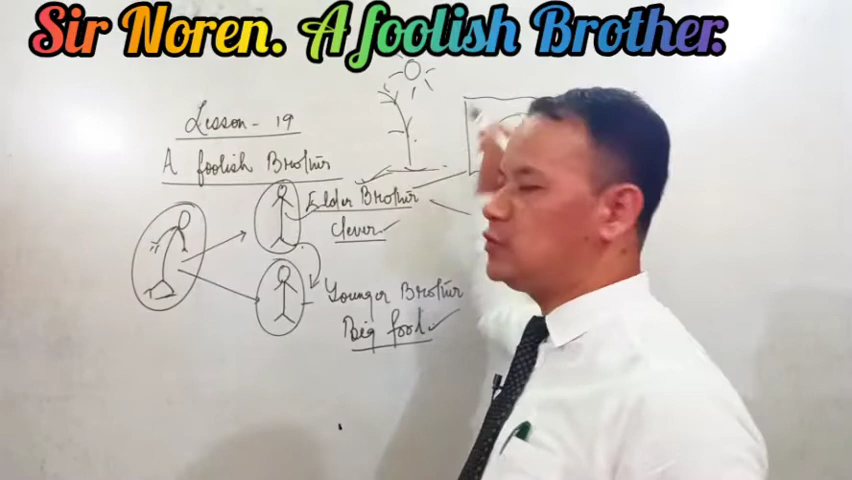 Sir Noren. A foolish Brother.
Lesson - 19
A foolish Brother
Elder Brother
clever
Younger Brother
Big fool